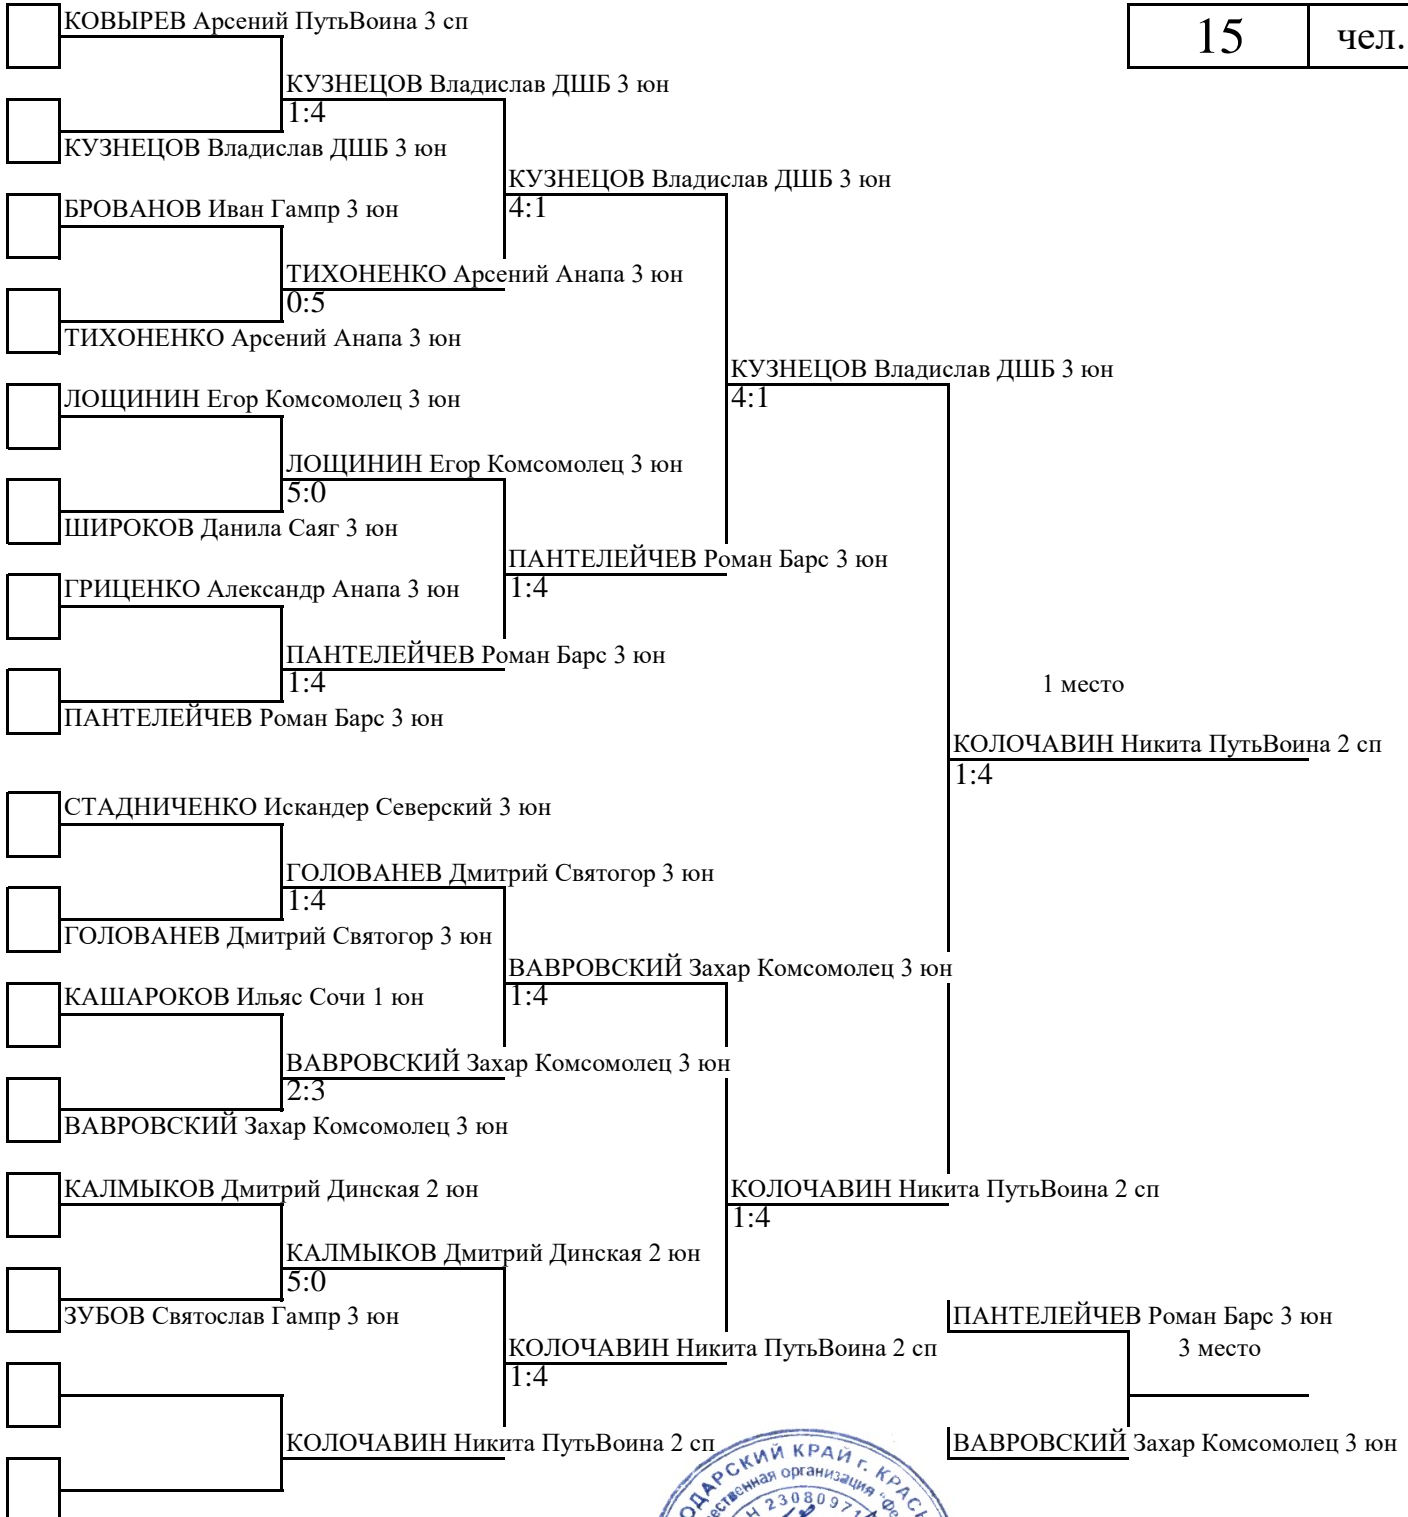 КОВЫРЕВ Арсений ПутьВоина 3 сп
15 чел.
КУЗНЕЦОВ Владислав ДШБ 3 юн
1:4
КУЗНЕЦОВ Владислав ДШБ 3 юн
КУЗНЕЦОВ Владислав ДШБ 3 юн
4:1
БРОВАНОВ Иван Гампр 3 юн
ТИХОНЕНКО Арсений Анапа 3 юн
0:5
ТИХОНЕНКО Арсений Анапа 3 юн
КУЗНЕЦОВ Владислав ДШБ 3 юн
4:1
ЛОЩИНИН Егор Комсомолец 3 юн
ЛОЩИНИН Егор Комсомолец 3 юн
5:0
ШИРОКОВ Данила Саяг 3 юн
ПАНТЕЛЕЙЧЕВ Роман Барс 3 юн
1:4
ГРИЦЕНКО Александр Анапа 3 юн
ПАНТЕЛЕЙЧЕВ Роман Барс 3 юн
1:4
ПАНТЕЛЕЙЧЕВ Роман Барс 3 юн
1 место
КОЛОЧАВИН Никита ПутьВоина 2 сп
1:4
СТАДНИЧЕНКО Искандер Северский 3 юн
ГОЛОВАНЕВ Дмитрий Святогор 3 юн
1:4
ГОЛОВАНЕВ Дмитрий Святогор 3 юн
ВАВРОВСКИЙ Захар Комсомолец 3 юн
1:4
КАШАРОКОВ Ильяс Сочи 1 юн
ВАВРОВСКИЙ Захар Комсомолец 3 юн
2:3
ВАВРОВСКИЙ Захар Комсомолец 3 юн
КАЛМЫКОВ Дмитрий Динская 2 юн
КОЛОЧАВИН Никита ПутьВоина 2 сп
1:4
КАЛМЫКОВ Дмитрий Динская 2 юн
5:0
ЗУБОВ Святослав Гампр 3 юн
КОЛОЧАВИН Никита ПутьВоина 2 сп
1:4
КОЛОЧАВИН Никита ПутьВоина 2 сп
ПАНТЕЛЕЙЧЕВ Роман Барс 3 юн
3 место
ВАВРОВСКИЙ Захар Комсомолец 3 юн
КРАЙ г.
организация